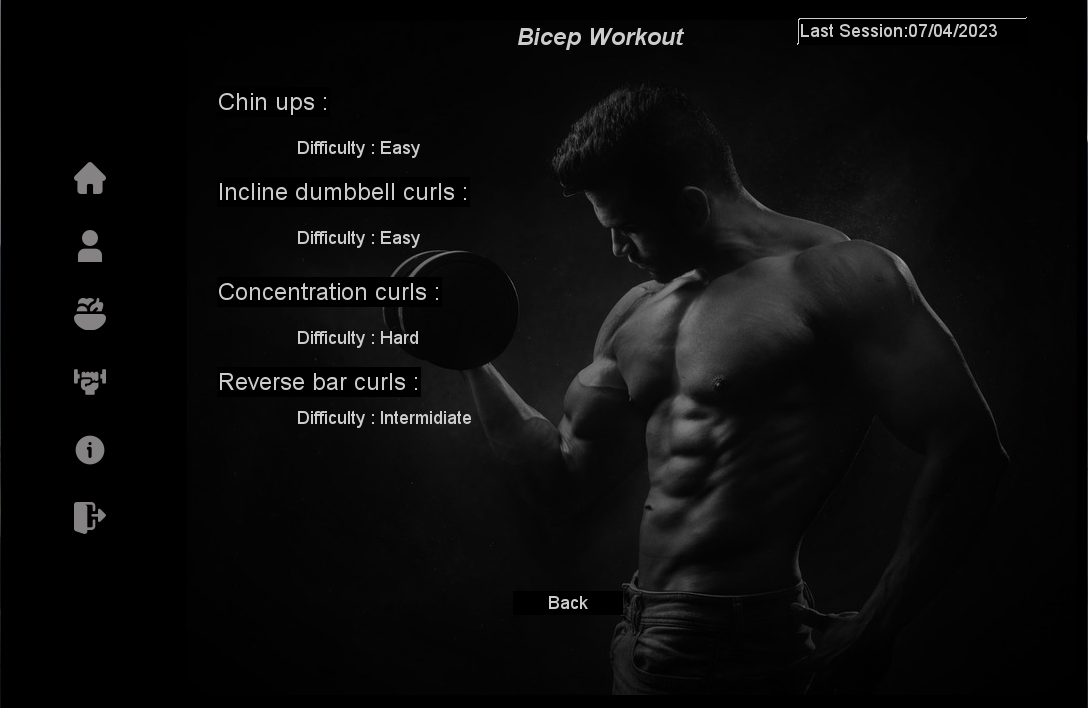 Bicep Workout
Last Session:07/04/2023
Chin ups :
Difficulty : Easy
Incline dumbbell curls :
Difficulty : Easy
Concentration curls :
Difficulty : Hard
Reverse bar curls :
Difficulty : Intermidiate
Back